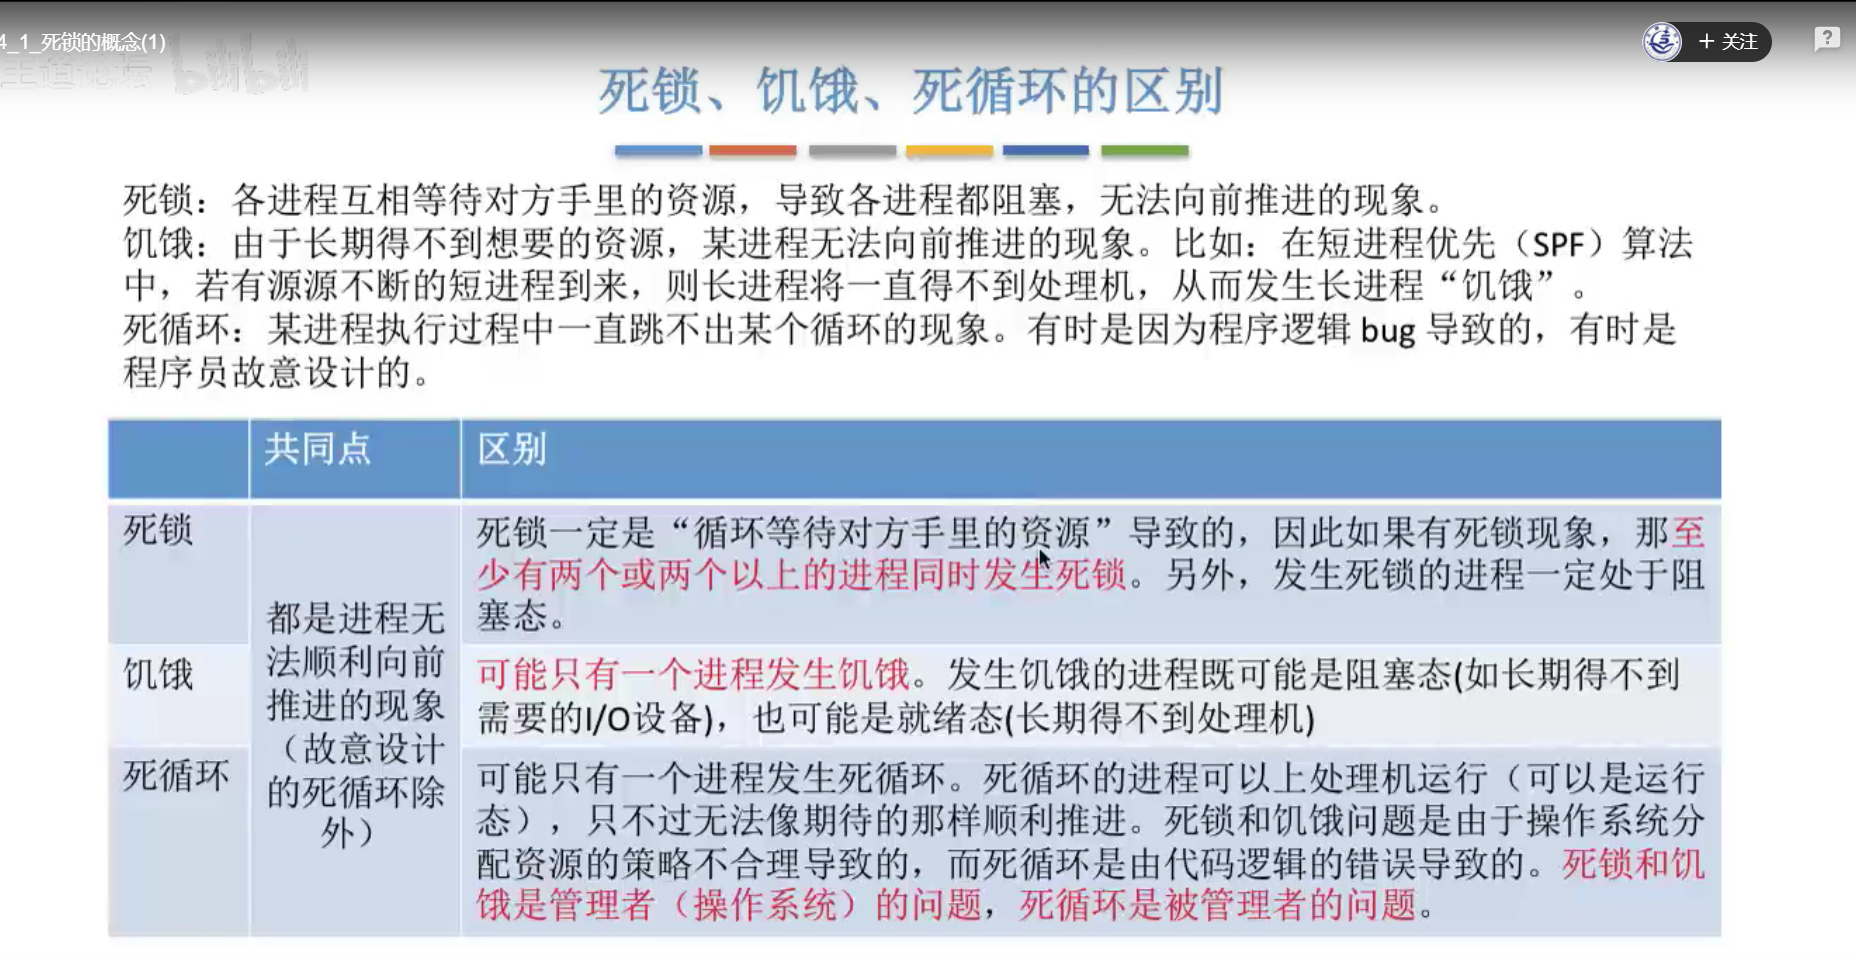 4_1_死锁的概念(1)
王道论坛 bilibili
+ 关注
?
死锁、饥饿、死循环的区别
死锁：各进程互相等待对方手里的资源，导致各进程都阻塞，无法向前推进的现象。
饥饿：由于长期得不到想要的资源，某进程无法向前推进的现象。比如：在短进程优先（SPF）算法
中，若有源源不断的短进程到来，则长进程将一直得不到处理机，从而发生长进程“饥饿”。
死循环：某进程执行过程中一直跳不出某个循环的现象。有时是因为程序逻辑 bug 导致的，有时是
程序员故意设计的。
共同点
区别
死锁
都是进程无
法顺利向前
推进的现象
（故意设计
的死循环除
外）
死锁一定是“循环等待对方手里的资源”导致的，因此如果有死锁现象，那至
少有两个或两个以上的进程同时发生死锁。另外，发生死锁的进程一定处于阻
塞态。
饥饿
可能只有一个进程发生饥饿。发生饥饿的进程既可能是阻塞态(如长期得不到
需要的I/O设备)，也可能是就绪态(长期得不到处理机)
死循环
可能只有一个进程发生死循环。死循环的进程可以上处理机运行（可以是运行
态），只不过无法像期待的那样顺利推进。死锁和饥饿问题是由于操作系统分
配资源的策略不合理导致的，而死循环是由代码逻辑的错误导致的。死锁和饥
饿是管理者（操作系统）的问题，死循环是被管理者的问题。